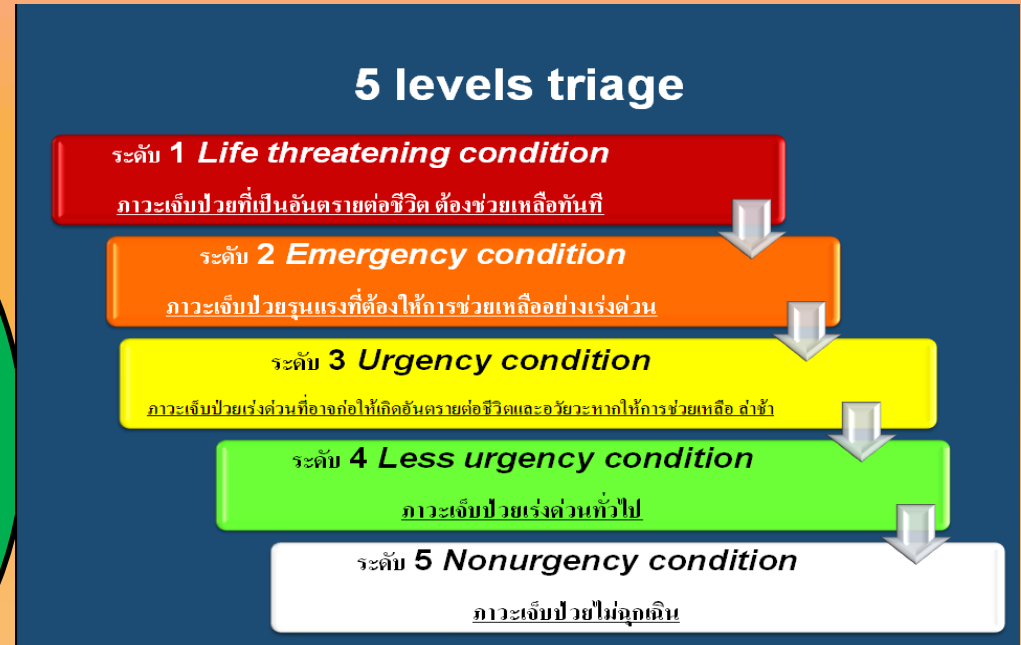 5 levels triage
ระดับ 1 Life threatening condition
ภาวะเจ็บป่วยที่เป็นอันตรายต่อชีวิต ต้องช่วยเหลือทันที
ระดับ 2 Emergency condition
ภาวะเจ็บป่วยรุนแรงที่ต้องให้การช่วยเหลืออย่างเร่งด่วน
ระดับ 3 Urgency condition
ภาวะเจ็บป่วยเร่งด่วนที่อาจก่อให้เกิดอันตรายต่อชีวิตและอวัยวะหากให้การช่วยเหลือ ล่าช้า
ระดับ 4 Less urgency condition
ภาวะเจ็บป่วยเร่งด่วนทั่วไป
ระดับ 5 Nonurgency condition
ภาวะเจ็บป่วยไม่ฉุกเฉิน